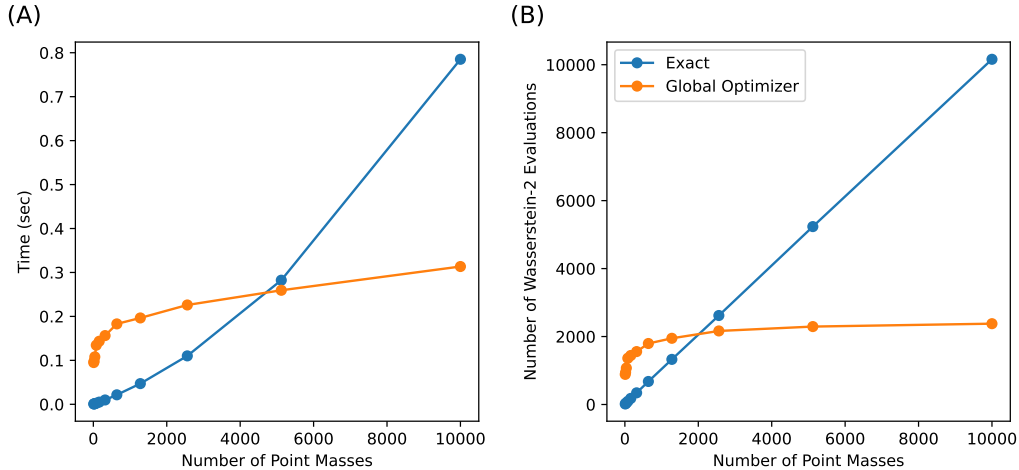 (A)
0.8
0.7
0.6
0.5
0.4
0.3
0.2
0.1
0.0
Time (sec)
0 2000 4000 6000 8000 10000
Number of Point Masses
(B)
Exact
Global Optimizer
10000
8000
6000
4000
2000
0
Number of Wasserstein-2 Evaluations
0 2000 4000 6000 8000 10000
Number of Point Masses